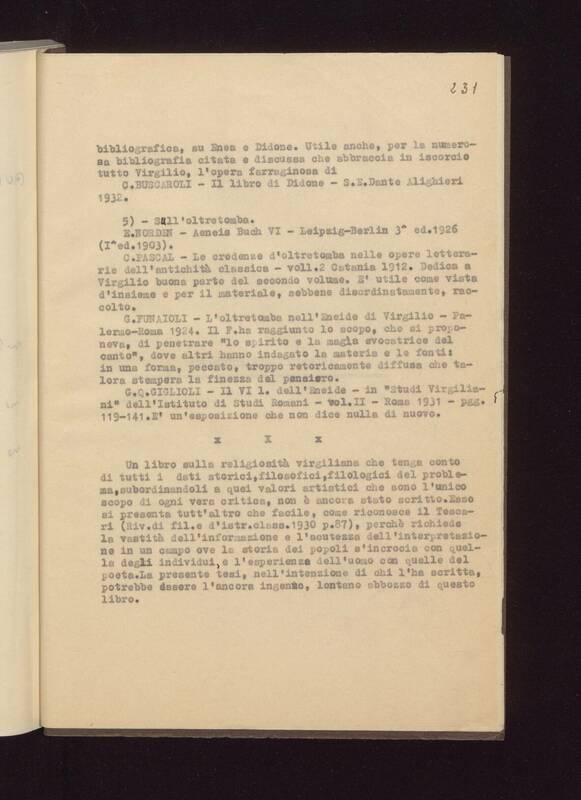 231
bibliografica, su Enea e Didone. Utile anche, per la numero-
sa bibliografia citata e discussa che abbraccia in iscorcio
tutto Virgilio, l'opera farraginosa di
C.BUSCAROLI - Il libro di Didone - S.E.Dante Alighieri
1932.
5) - Sull'oltretomba.
E.NORDEN - Aeneis Buch VI - Leipzig-Berlin 3^ ed.1926
(I^ed.1903).
C.PASCAL - Le credenze d'oltretomba nelle opere lettera-
rie dell'antichità classica - voll.2 Catania 1912. Dedica a
Virgilio buona parte del secondo volume. E' utile come vista
d'insieme e per il materiale, sebbene disordinatamente, rac-
colto.
G.FUNAIOLI - L'oltretomba nell'Eneide di Virgilio - Pa-
lermo-Roma 1924. Il F.ha raggiunto lo scopo, che si propo-
neva, di penetrare "lo spirito e la magia evocatrice del
canto", dove altri hanno indagato la materia e le fonti:
in una forma, peccato, troppo retoricamente diffusa che ta-
lora stempera la finezza del pensiero.
G.Q.GIGLIOLI - Il VI l. dell'Eneide - in "Studi Virgilia-
ni" dell'Istituto di Studi Romani - vol.II - Roma 1931 - pgg.
119-141.E' un'esposizione che non dice nulla di nuovo.
x X x
Un libro sulla religiosità virgiliana che tenga conto
di tutti i dati storici,filosofici,filologici del proble-
ma,subordinandoli a quei valori artistici che sono l'unico
scopo di ogni vera critica, non è ancora stato scritto.Esso
si presenta tutt'altro che facile, come riconosce il Tesca-
ri (Riv.di fil.e d'istr.class.1930 p.87), perchè richiede
la vastità dell'informazione e l'acutezza dell'interpretazio-
ne in un campo ove la storia dei popoli s'incrocia con quel-
la degli individui, e l'esperienza dell'uomo con quelle del
poeta.La presente tesi, nell'intenzione di chi l'ha scritta,
potrebbe essere l'ancora ingenuo, lontano abbozzo di questo
libro.